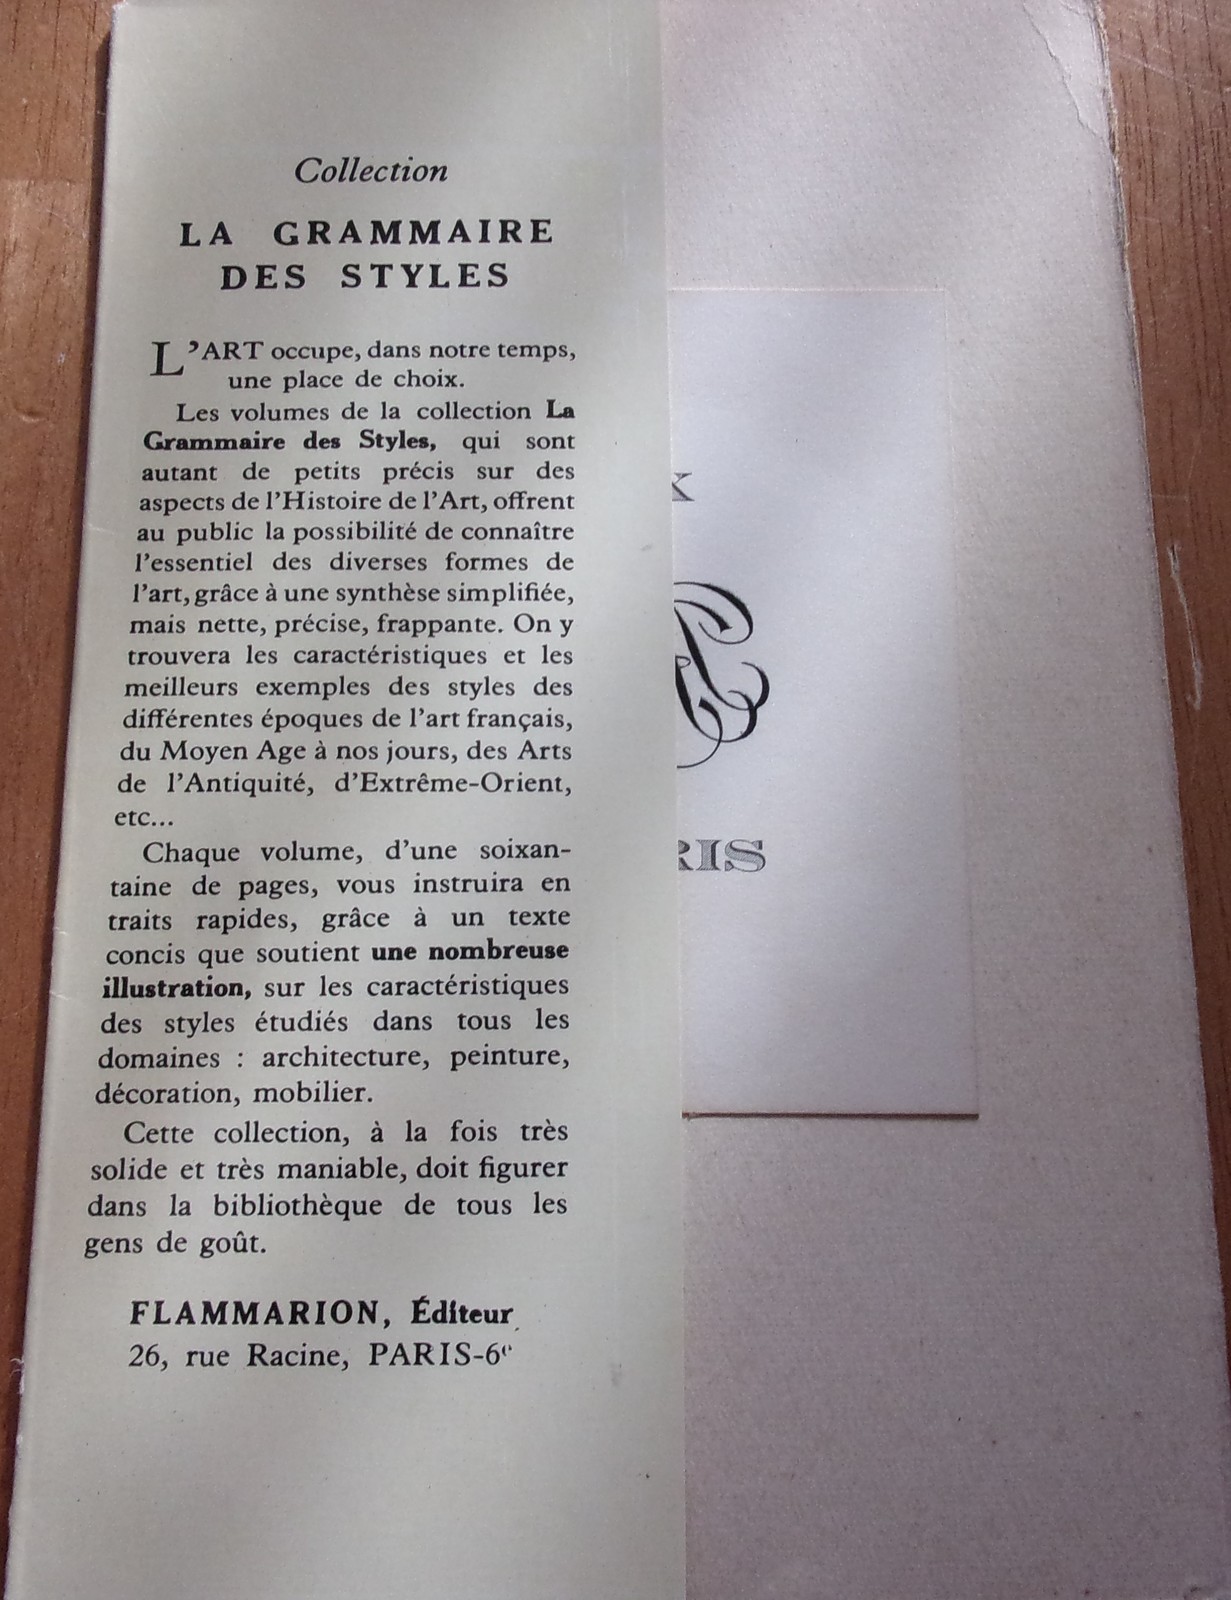 Collection
LA GRAMMAIRE
DES STYLES
L'ART occupe, dans notre temps,
une place de choix.
Les volumes de la collection La
Grammaire des Styles, qui sont
autant de petits précis sur des
aspects de l'Histoire de l'Art, offrent
au public la possibilité de connaître
l'essentiel des diverses formes de
l'art, grâce à une synthèse simplifiée,
mais nette, précise, frappante. On y
trouvera les caractéristiques et les
meilleurs exemples des styles des
différentes époques de l'art français,
du Moyen Age à nos jours, des Arts
de l'Antiquité, d'Extrême-Orient,
etc...
Chaque volume, d'une soixan-
taine de pages, vous instruira en
traits rapides, grâce à un texte
concis que soutient une nombreuse
illustration, sur les caractéristiques
des styles étudiés dans tous les
domaines : architecture, peinture,
décoration, mobilier.
Cette collection, à la fois très
solide et très maniable, doit figurer
dans la bibliothèque de tous les
gens de goût.
FLAMMARION, Éditeur
26, rue Racine, PARIS-6e
X
RIS